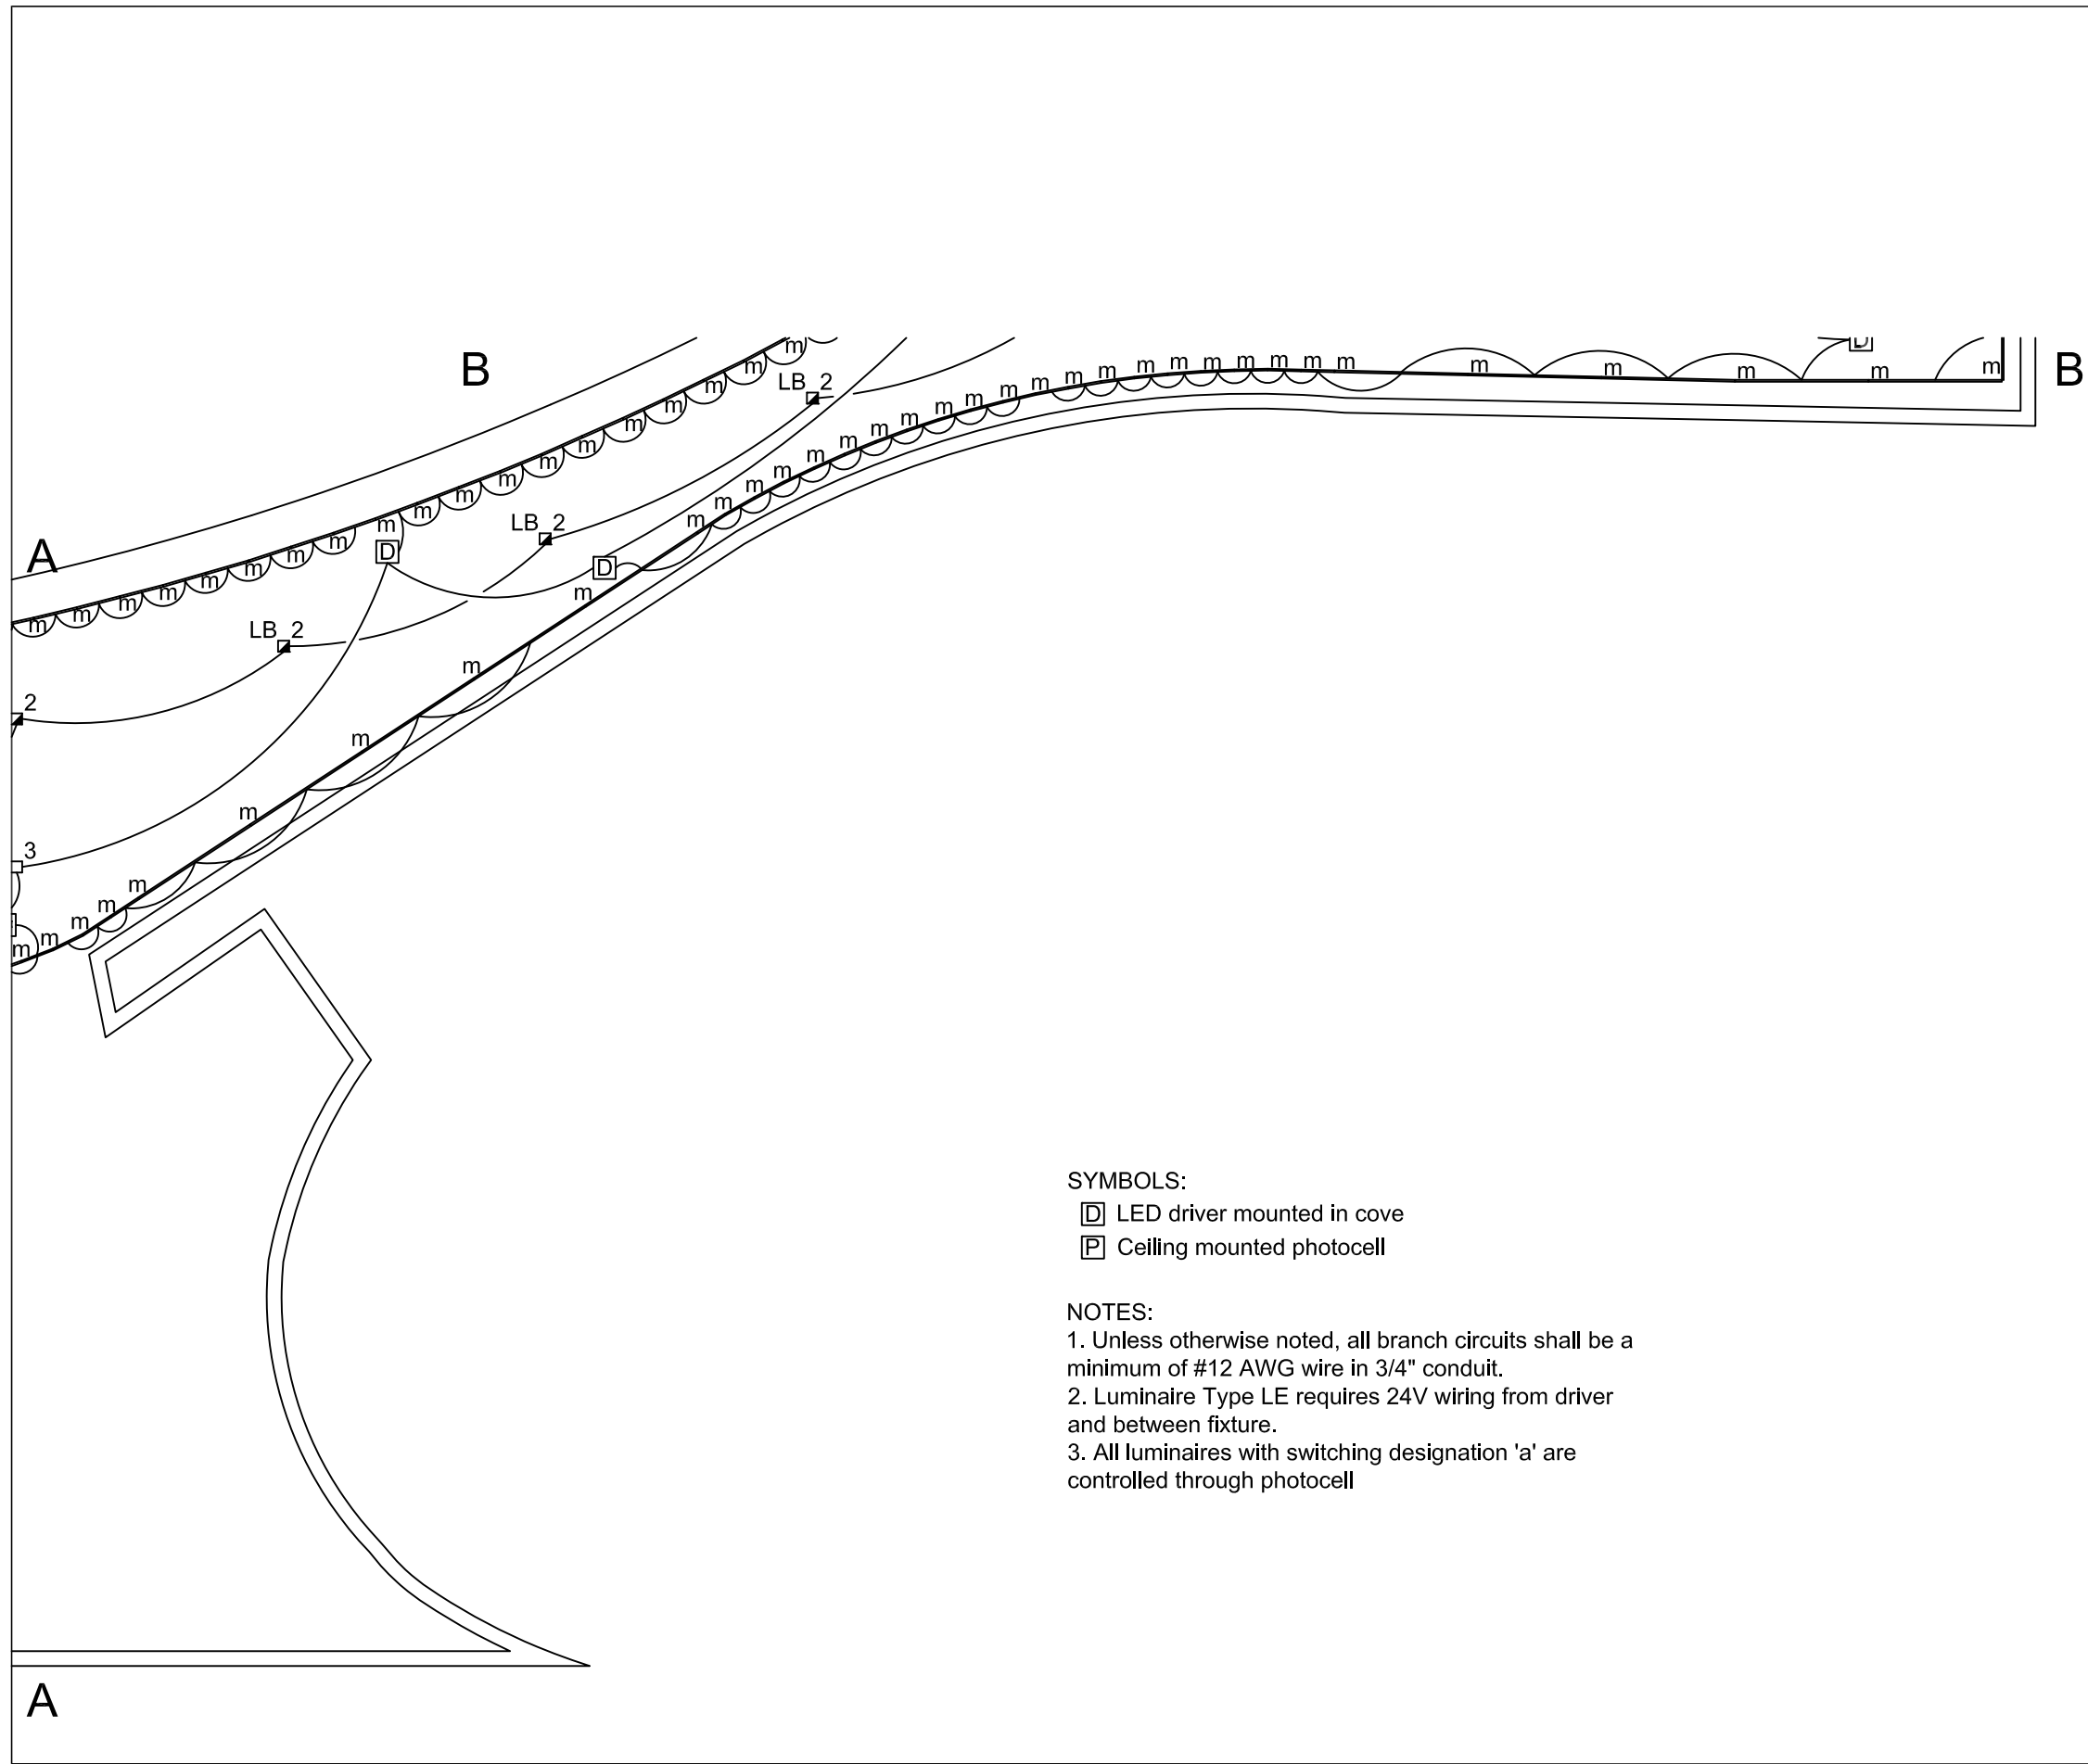 B
B
A
m m m m m m m m m m m m m m m m m m m
LB 2
LB 2
LB 2
2
3
D
D
m m m m m m m m m m m m m m m m m m m m m m m m m m m m m m m m m m m
SYMBOLS:
D LED driver mounted in cove
P Ceiling mounted photocell
NOTES:
1. Unless otherwise noted, all branch circuits shall be a
minimum of #12 AWG wire in 3/4" conduit.
2. Luminaire Type LE requires 24V wiring from driver
and between fixture.
3. All luminaires with switching designation 'a' are
controlled through photocell
A